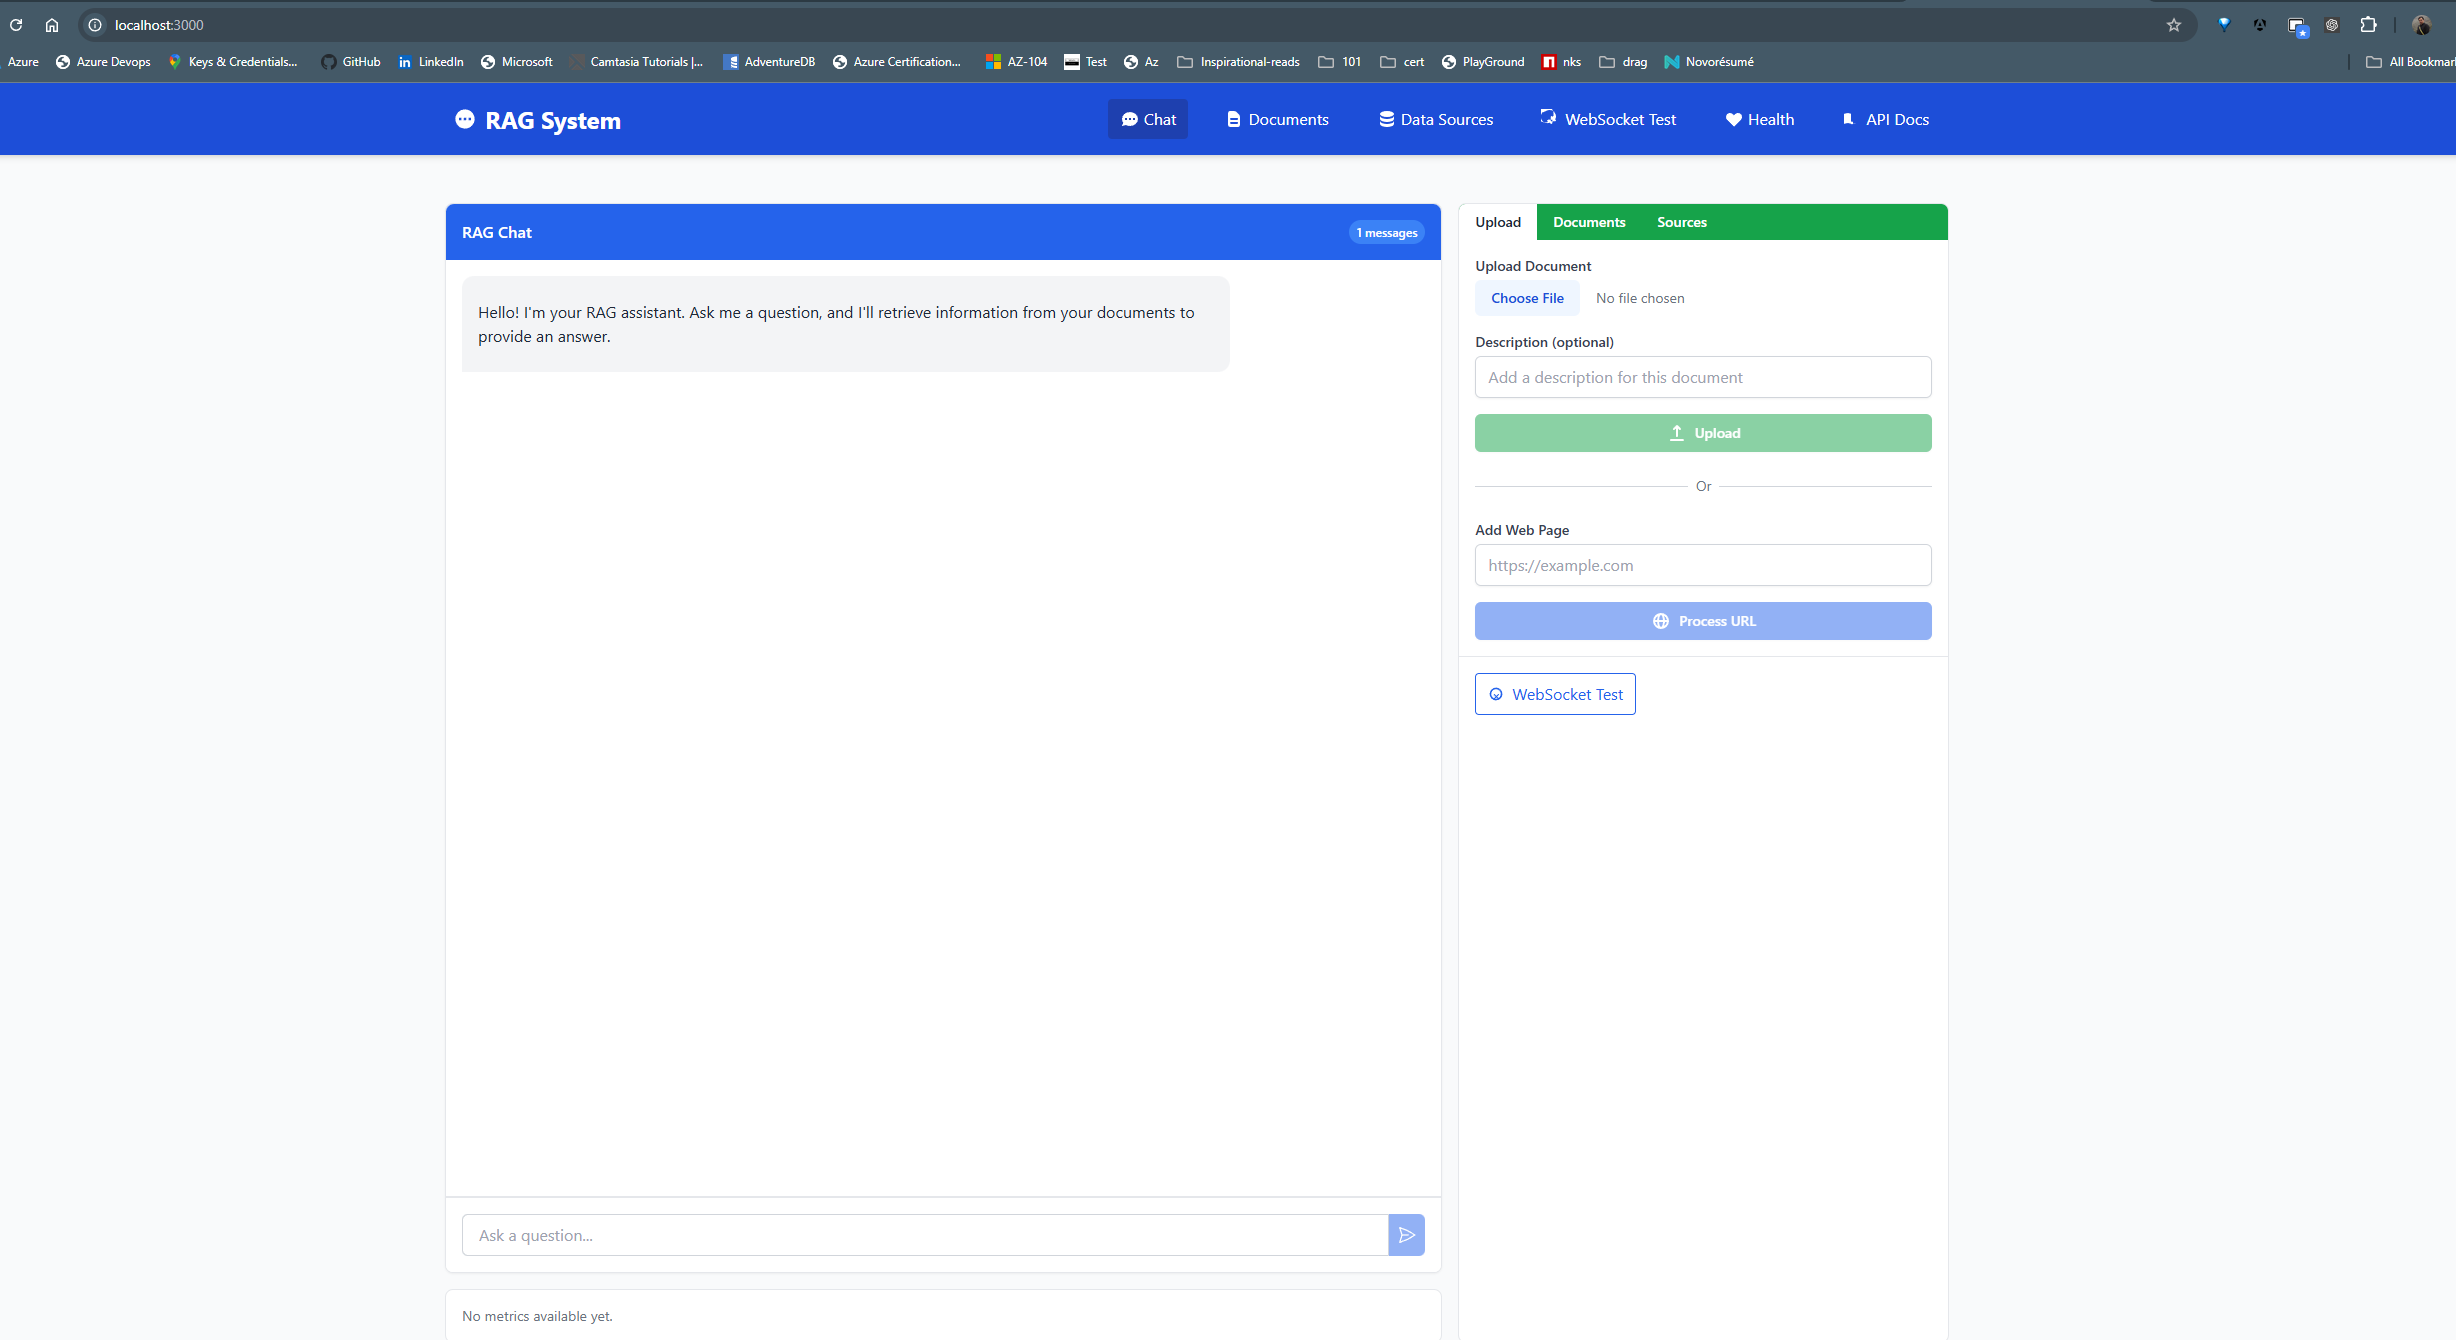 localhost:3000
Azure Azure Devops Keys & Credentials... GitHub LinkedIn Microsoft Camtasia Tutorials |... AdventureDB Azure Certification... AZ-104 Test Az Inspirational-reads 101 cert PlayGround nks drag Novorésumé All Bookmar
RAG System Chat Documents Data Sources WebSocket Test Health API Docs
RAG Chat 1 messages
Hello! I'm your RAG assistant. Ask me a question, and I'll retrieve information from your documents to
provide an answer.
Ask a question...
No metrics available yet.
Upload Documents Sources
Upload Document
Choose File No file chosen
Description (optional)
Add a description for this document
Upload
Or
Add Web Page
https://example.com
Process URL
WebSocket Test